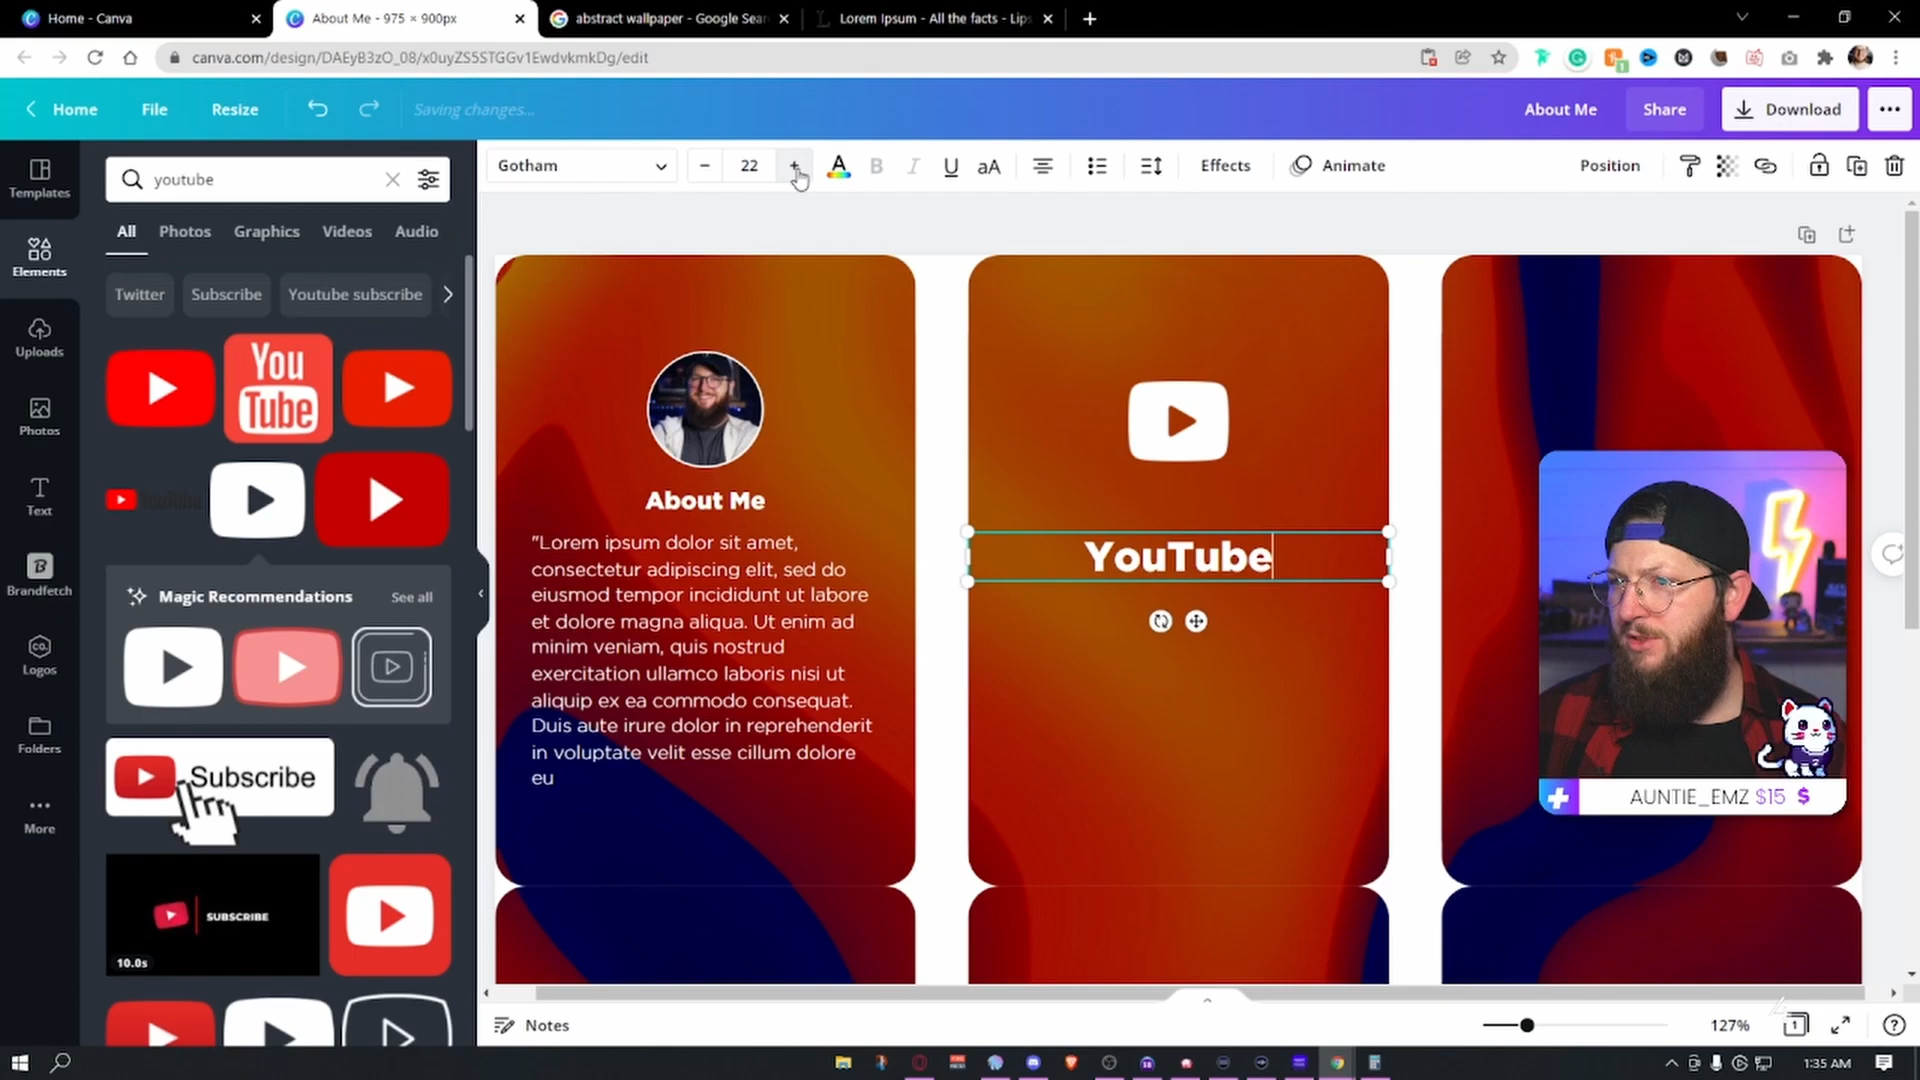 Home - Canva
About Me - 975 × 900px
abstract wallpaper - Google Sear
Lorem Ipsum - All the facts - Lips
canva.com/design/DAEyB3zO_08/x0uyZS5STGGv1EwdvkmkDg/edit
Home
File
Resize
Saving changes...
About Me
Share
Download
Templates
Elements
Uploads
Photos
Text
Brandfetch
Logos
Folders
More
youtube
All
Photos
Graphics
Videos
Audio
Twitter
Subscribe
Youtube subscribe
You
Tube
YouTube
Magic Recommendations
See all
Subscribe
SUBSCRIBE
10.0s
Gotham
22
A
B
I
U
aA
Effects
Animate
Position
About Me
"Lorem ipsum dolor sit amet,
consectetur adipiscing elit, sed do
eiusmod tempor incididunt ut labore
et dolore magna aliqua. Ut enim ad
minim veniam, quis nostrud
exercitation ullamco laboris nisi ut
aliquip ex ea commodo consequat.
Duis aute irure dolor in reprehenderit
in voluptate velit esse cillum dolore
eu
YouTube
AUNTIE_EMZ $15 $
Notes
127%
1
1:35 AM